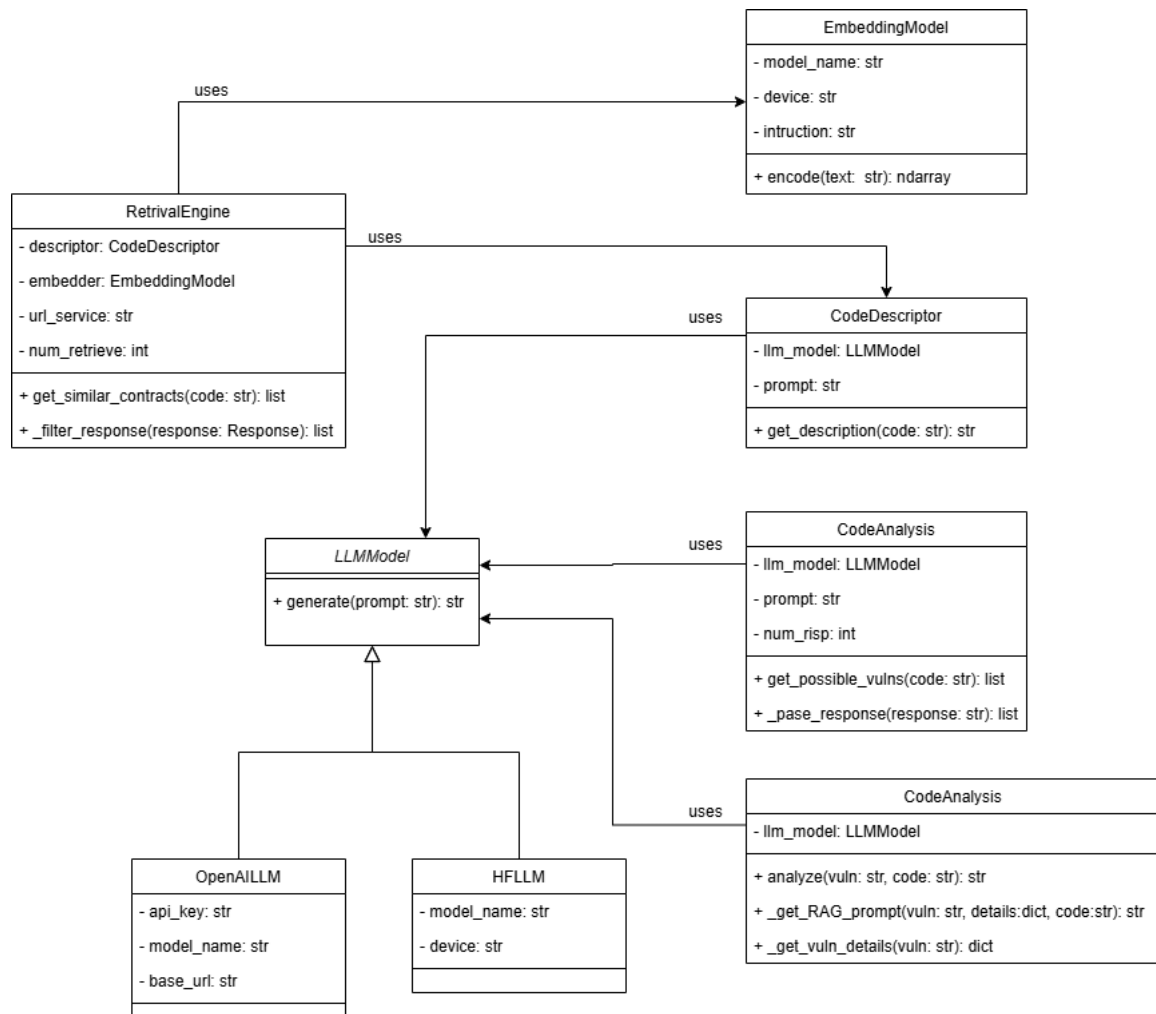 EmbeddingModel
- model_name: str
- device: str
- intruction: str
+ encode(text: str): ndarray
uses
RetrivalEngine
- descriptor: CodeDescriptor
- embedder: EmbeddingModel
- url_service: str
- num_retrieve: int
+ get_similar_contracts(code: str): list
+ _filter_response(response: Response): list
uses
CodeDescriptor
- llm_model: LLMModel
- prompt: str
+ get_description(code: str): str
uses
LLMModel
+ generate(prompt: str): str
uses
CodeAnalysis
- llm_model: LLMModel
- prompt: str
- num_risp: int
+ get_possible_vulns(code: str): list
+ _pase_response(response: str): list
uses
CodeAnalysis
- llm_model: LLMModel
+ analyze(vuln: str, code: str): str
+ _get_RAG_prompt(vuln: str, details:dict, code:str): str
+ _get_vuln_details(vuln: str): dict
OpenAILLM
- api_key: str
- model_name: str
- base_url: str
HFLLM
- model_name: str
- device: str